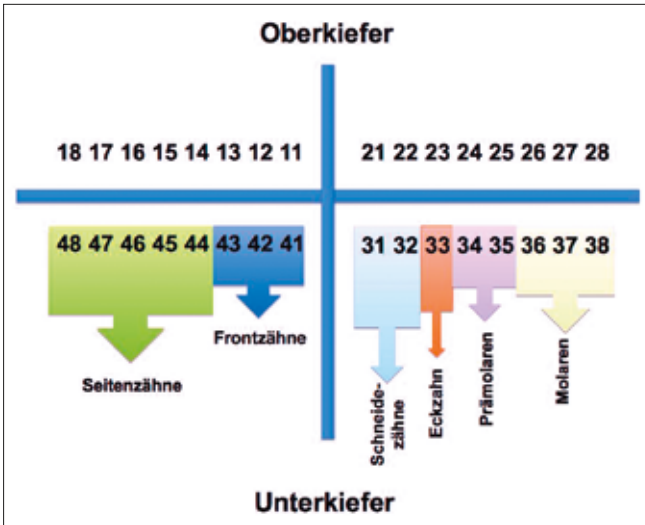 Oberkiefer
18 17 16 15 14 13 12 11 21 22 23 24 25 26 27 28
48 47 46 45 44 43 42 41 31 32 33 34 35 36 37 38
Frontzähne
Seitenzähne
Schneide-
zähne
Eckzahn
Prämolaren
Molaren
Unterkiefer